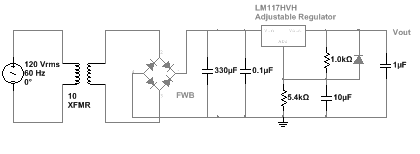 LM117HVH
Adjustable Regulator
Vout
120 Vrms
60 Hz
0°
10
XFMR
FWB
330µF
0.1µF
1.0kΩ
1µF
5.4kΩ
10µF